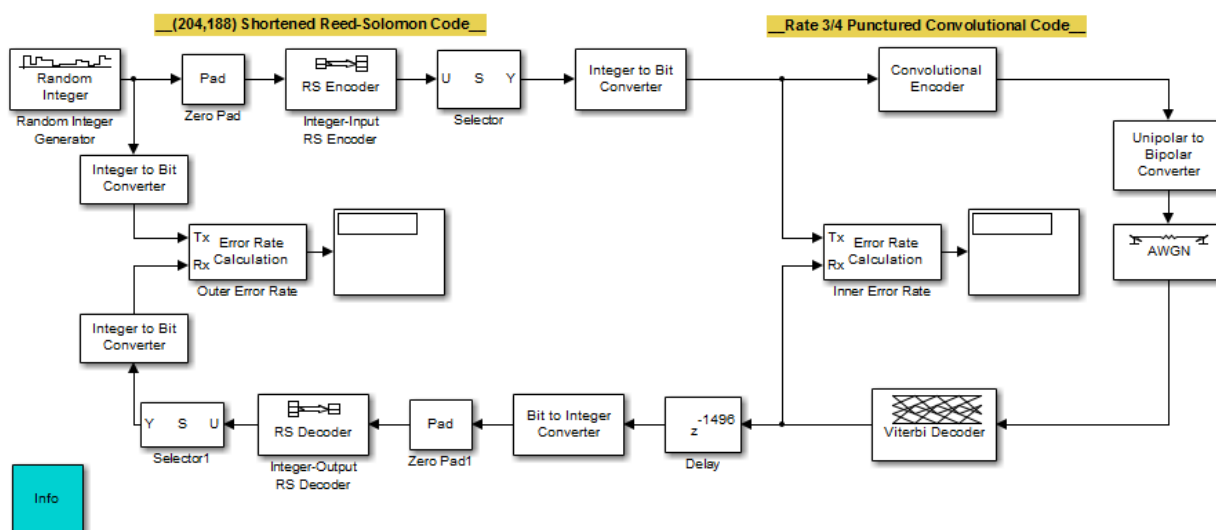 __(204,188) Shortened Reed-Solomon Code__
__Rate 3/4 Punctured Convolutional Code__
Random
Integer
Random Integer
Generator
Pad
Zero Pad
RS Encoder
Integer-Input
RS Encoder
U S Y
Selector
Integer to Bit
Converter
Convolutional
Encoder
Unipolar to
Bipolar
Converter
Integer to Bit
Converter
Tx
Rx
Error Rate
Calculation
Outer Error Rate
Tx
Rx
Error Rate
Calculation
Inner Error Rate
AWGN
Integer to Bit
Converter
Y S U
Selector1
RS Decoder
Integer-Output
RS Decoder
Pad
Zero Pad1
Bit to Integer
Converter
z-1496
Delay
Viterbi Decoder
Info